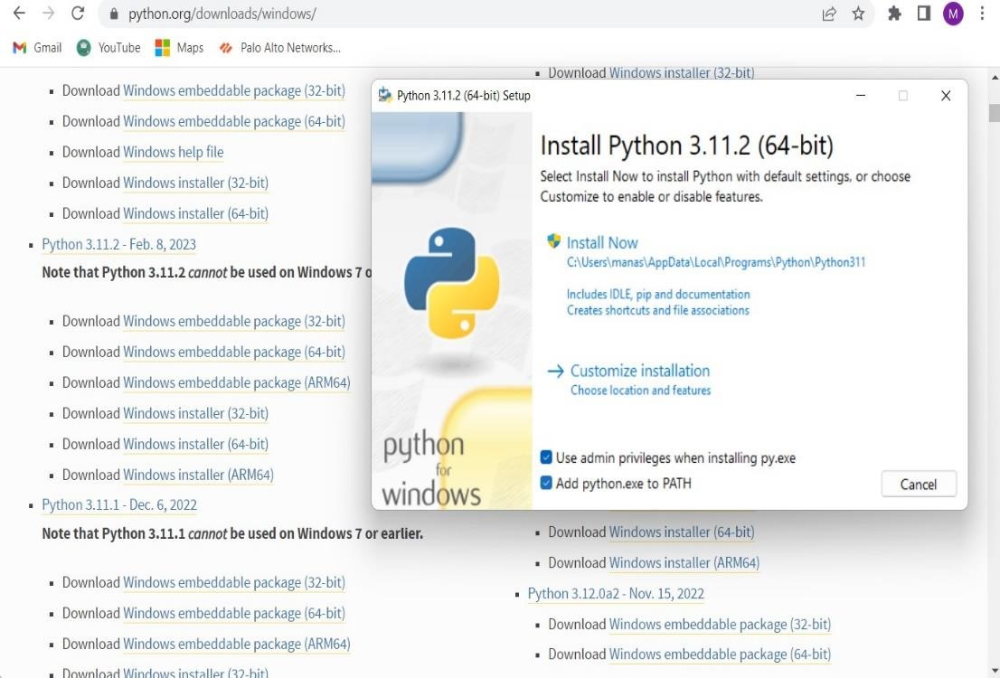 python.org/downloads/windows/
M
Gmail
YouTube
Maps
Palo Alto Networks...
Download Windows embeddable package (32-bit)
Download Windows embeddable package (64-bit)
Download Windows help file
Download Windows installer (32-bit)
Download Windows installer (64-bit)
Python 3.11.2 - Feb. 8, 2023
Note that Python 3.11.2 cannot be used on Windows 7 o
Download Windows embeddable package (32-bit)
Download Windows embeddable package (64-bit)
Download Windows embeddable package (ARM64)
Download Windows installer (32-bit)
Download Windows installer (64-bit)
Download Windows installer (ARM64)
Python 3.11.1 - Dec. 6, 2022
Note that Python 3.11.1 cannot be used on Windows 7 or earlier.
Download Windows embeddable package (32-bit)
Download Windows embeddable package (64-bit)
Download Windows embeddable package (ARM64)
Download Windows installer (32-bit)
Download Windows installer (32-bit)
Python 3.11.2 (64-bit) Setup
Install Python 3.11.2 (64-bit)
Select Install Now to install Python with default settings, or choose
Customize to enable or disable features.
Install Now
C:\Users\manas\AppData\Local\Programs\Python\Python311
Includes IDLE, pip and documentation
Creates shortcuts and file associations
Customize installation
Choose location and features
python
for
windows
Use admin privileges when installing py.exe
Add python.exe to PATH
Cancel
Download Windows installer (64-bit)
Download Windows installer (ARM64)
Python 3.12.0a2 - Nov. 15, 2022
Download Windows embeddable package (32-bit)
Download Windows embeddable package (64-bit)